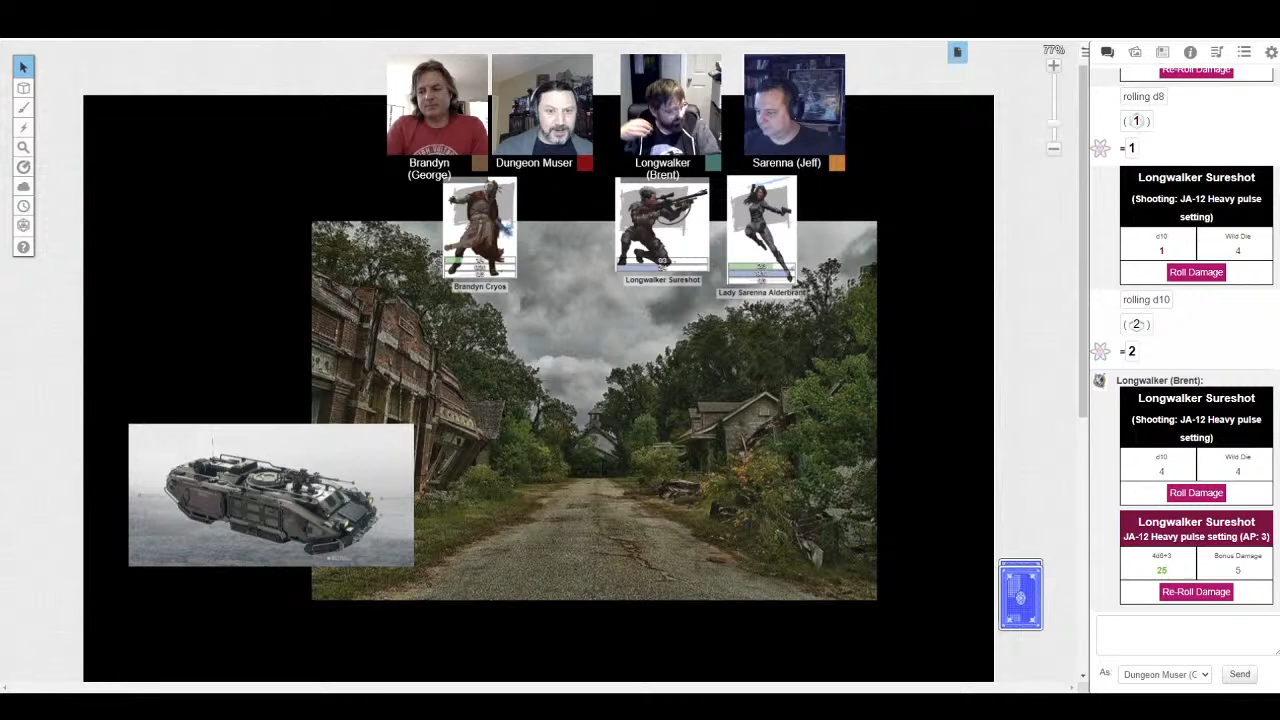 77%
Brandyn
(George)
Dungeon Muser
Longwalker
(Brent)
Sarenna (Jeff)
Brandyn Cryos
Longwalker Sureshot
Lady Sarenna Alderbrant
Re-Roll Damage
rolling d8
(1)
= 1
Longwalker Sureshot
(Shooting: JA-12 Heavy pulse
setting)
d10 Wild Die
1 4
Roll Damage
rolling d10
(2)
= 2
Longwalker (Brent):
Longwalker Sureshot
(Shooting: JA-12 Heavy pulse
setting)
d10 Wild Die
4 4
Roll Damage
Longwalker Sureshot
JA-12 Heavy pulse setting (AP: 3)
4d6+3 Bonus Damage
25 5
Re-Roll Damage
As: Dungeon Muser (G Send